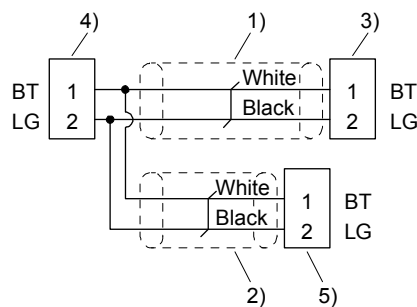 4) 1) 3)
BT 1 White 1 BT
LG 2 Black 2 LG
White 1 BT
Black 2 LG
2) 5)